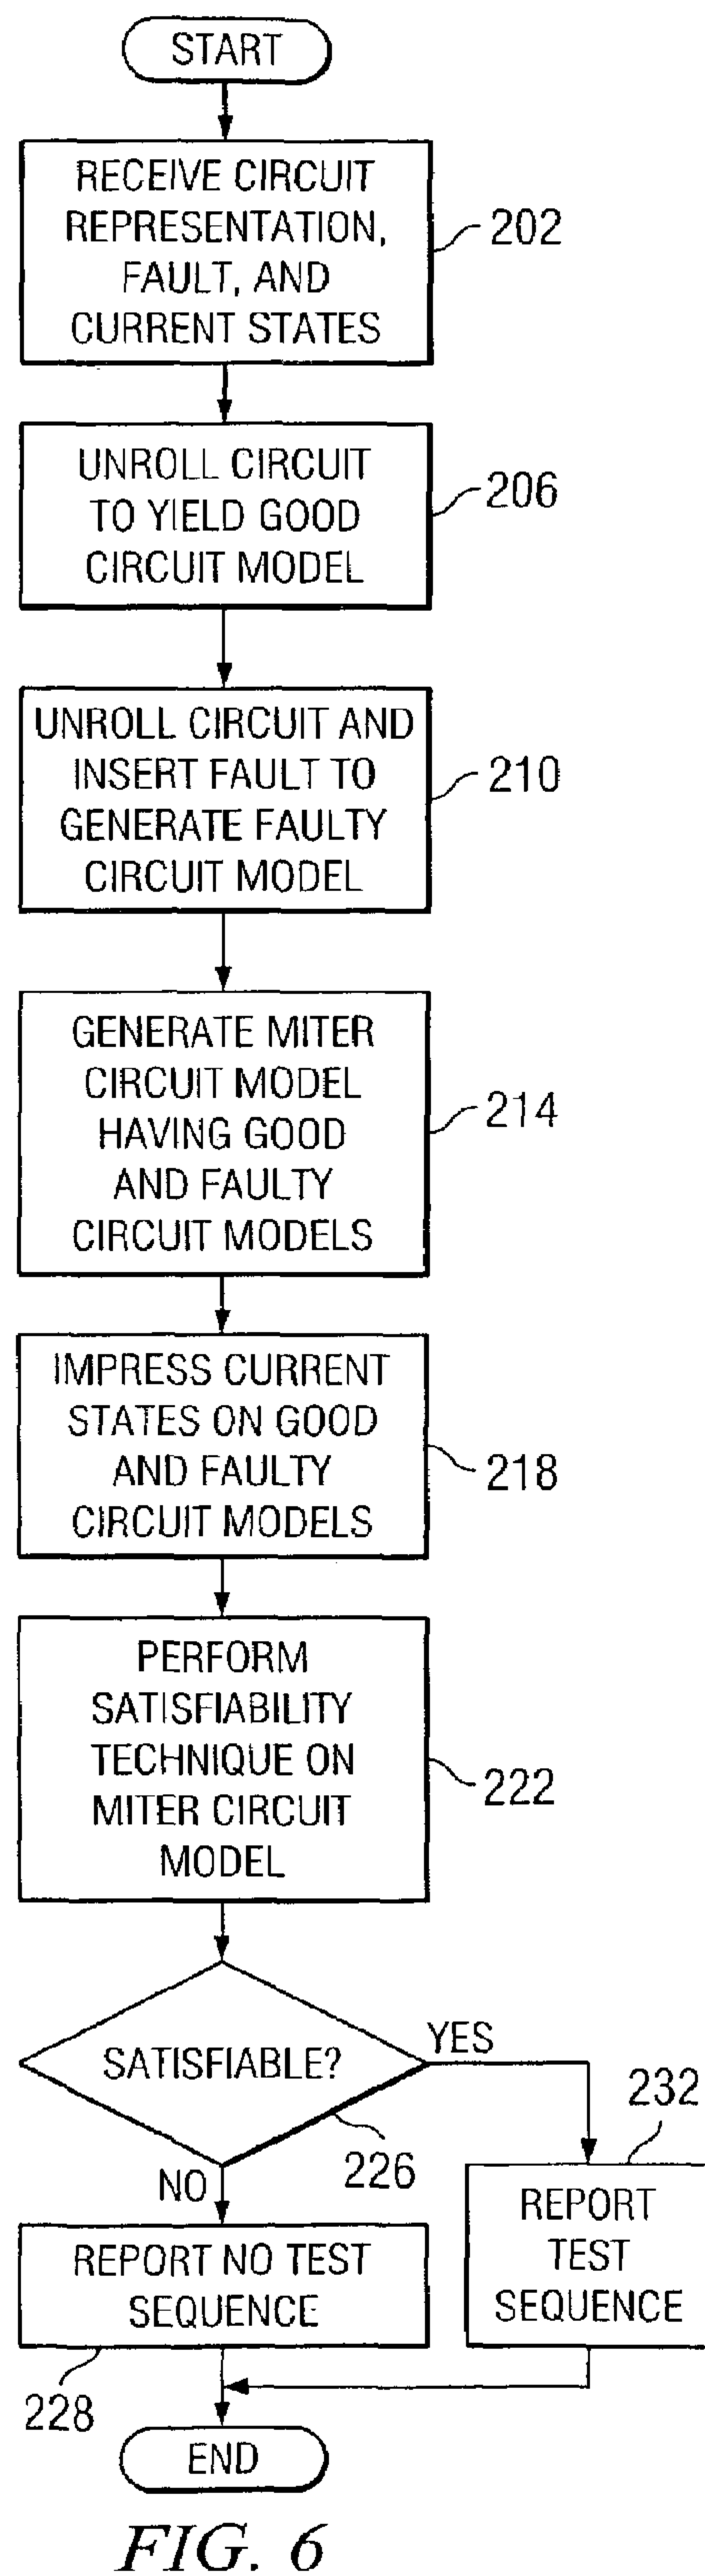 START
RECEIVE CIRCUIT
REPRESENTATION,
FAULT, AND
CURRENT STATES
202
UNROLL CIRCUIT
TO YIELD GOOD
CIRCUIT MODEL
206
UNROLL CIRCUIT AND
INSERT FAULT TO
GENERATE FAULTY
CIRCUIT MODEL
210
GENERATE MITER
CIRCUIT MODEL
HAVING GOOD
AND FAULTY
CIRCUIT MODELS
214
IMPRESS CURRENT
STATES ON GOOD
AND FAULTY
CIRCUIT MODELS
218
PERFORM
SATISFIABILITY
TECHNIQUE ON
MITER CIRCUIT
MODEL
222
SATISFIABLE?
YES
226
NO
232
REPORT NO TEST
SEQUENCE
228
REPORT
TEST
SEQUENCE
END
FIG. 6